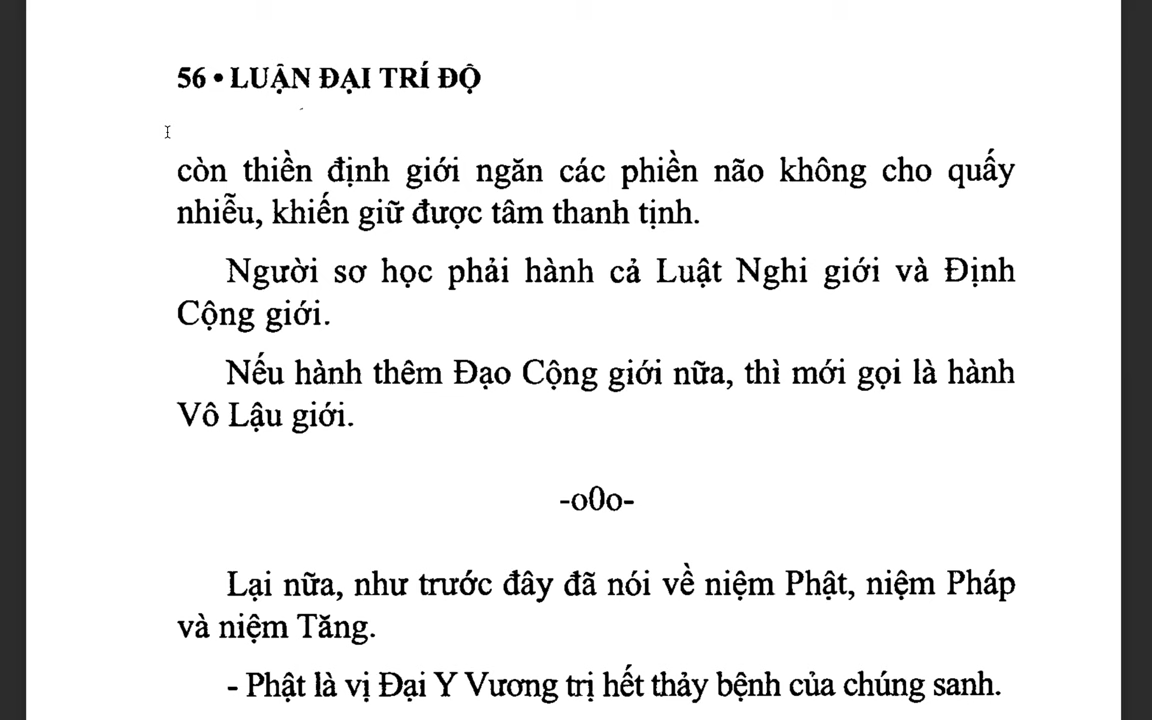 56 • LUẬN ĐẠI TRÍ ĐỘ
còn thiền định giới ngăn các phiền não không cho quấy
nhiễu, khiến giữ được tâm thanh tịnh.
Người sơ học phải hành cả Luật Nghi giới và Định
Cộng giới.
Nếu hành thêm Đạo Cộng giới nữa, thì mới gọi là hành
Vô Lậu giới.
-o0o-
Lại nữa, như trước đây đã nói về niệm Phật, niệm Pháp
và niệm Tăng.
- Phật là vị Đại Y Vương trị hết thảy bệnh của chúng sanh.